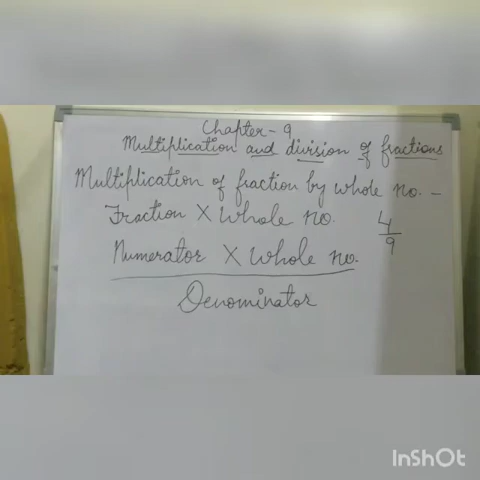 Chapter - 9
Multiplication and division of fractions
Multiplication of fraction by whole no. -
Fraction X Whole no.
4
9
Numerator X Whole no.
Denominator
InShOt